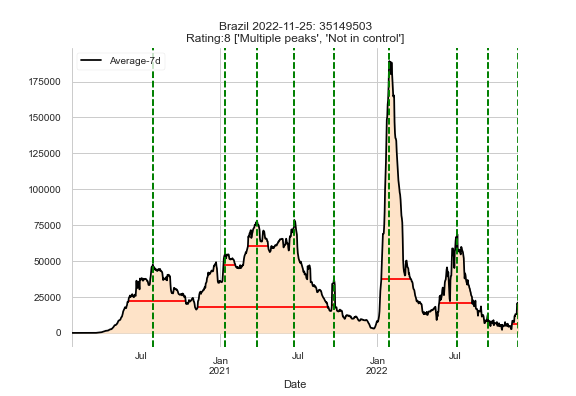 Brazil 2022-11-25: 35149503
Rating:8 ['Multiple peaks', 'Not in control']
Average-7d
175000
150000
125000
100000
75000
50000
25000
0
Jul
Jan
2021
Jul
Jan
2022
Jul
Date